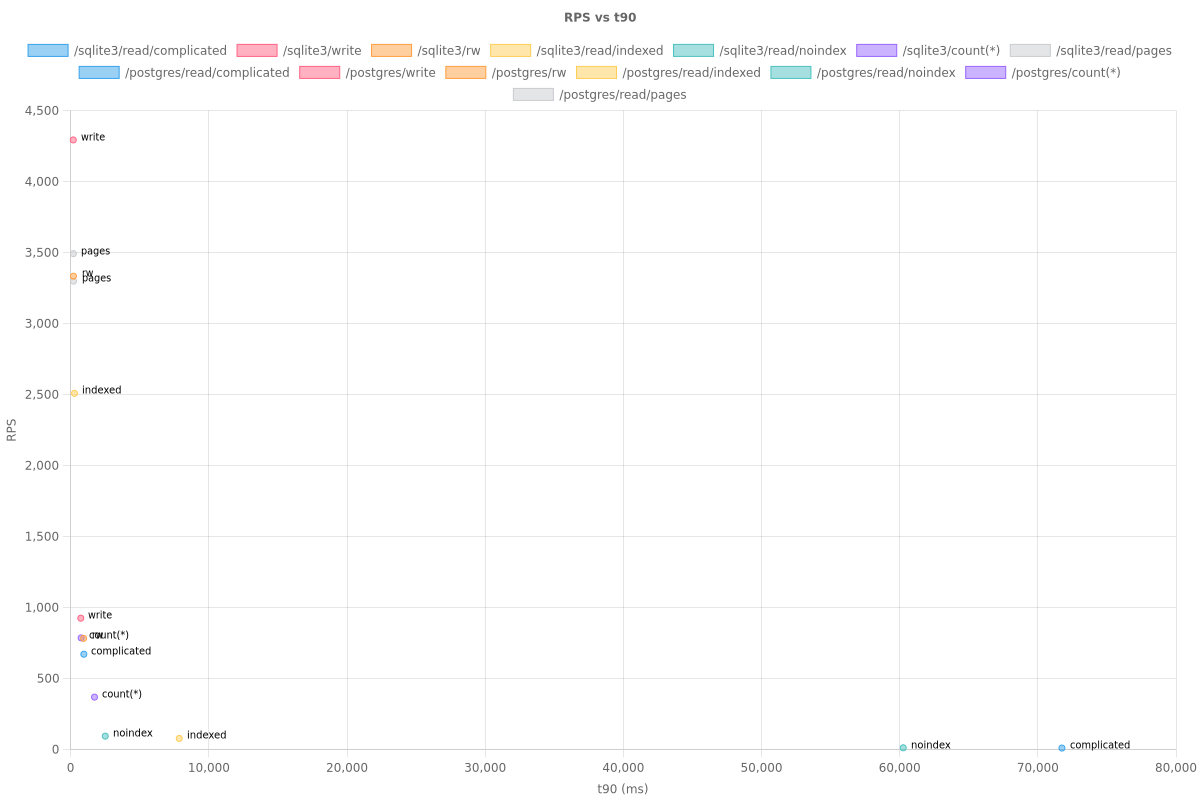 RPS vs t90
/sqlite3/read/complicated /sqlite3/write /sqlite3/rw /sqlite3/read/indexed /sqlite3/read/noindex /sqlite3/count(*) /sqlite3/read/pages
/postgres/read/complicated /postgres/write /postgres/rw /postgres/read/indexed /postgres/read/noindex /postgres/count(*)
/postgres/read/pages
4,500
write
4,000
3,500
pages
rw
pages
3,000
2,500
indexed
RPS
2,000
1,500
1,000
write
count(*)
rw
complicated
500
count(*)
noindex
indexed
noindex
complicated
0
0 10,000 20,000 30,000 40,000 50,000 60,000 70,000 80,000
t90 (ms)